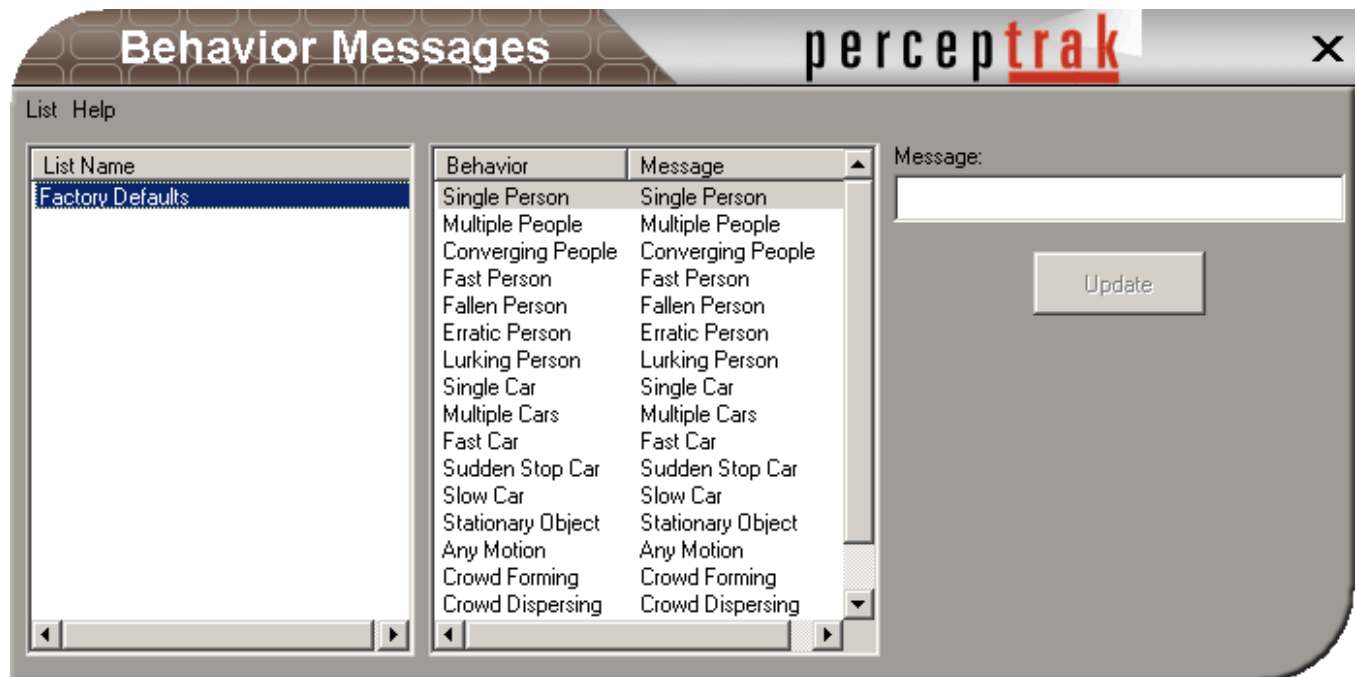 Behavior Messages
perceptrak
List Help
List Name
Factory Defaults
Behavior Message
Single Person Single Person
Multiple People Multiple People
Converging People Converging People
Fast Person Fast Person
Fallen Person Fallen Person
Erratic Person Erratic Person
Lurking Person Lurking Person
Single Car Single Car
Multiple Cars Multiple Cars
Fast Car Fast Car
Sudden Stop Car Sudden Stop Car
Slow Car Slow Car
Stationary Object Stationary Object
Any Motion Any Motion
Crowd Forming Crowd Forming
Crowd Dispersing Crowd Dispersing
Message:
Update